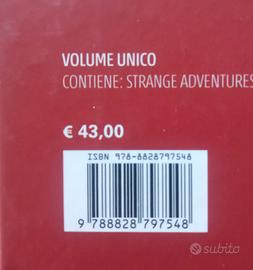 VOLUME UNICO
CONTIENE: STRANGE ADVENTURES
€ 43,00
ISBN 978-8828797548
9 788828 797548
subito